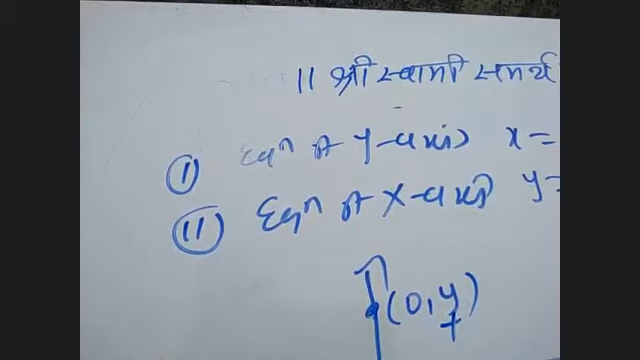 || श्री स्वामी समर्थ
(I) Eqn of y-axis x=
(II) Eqn of X-axis y=
(0,y)